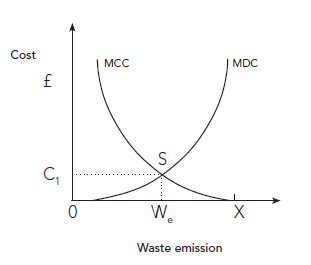 Cost
£
MCC
MDC
S
C₁
0
Wₑ
X
Waste emission